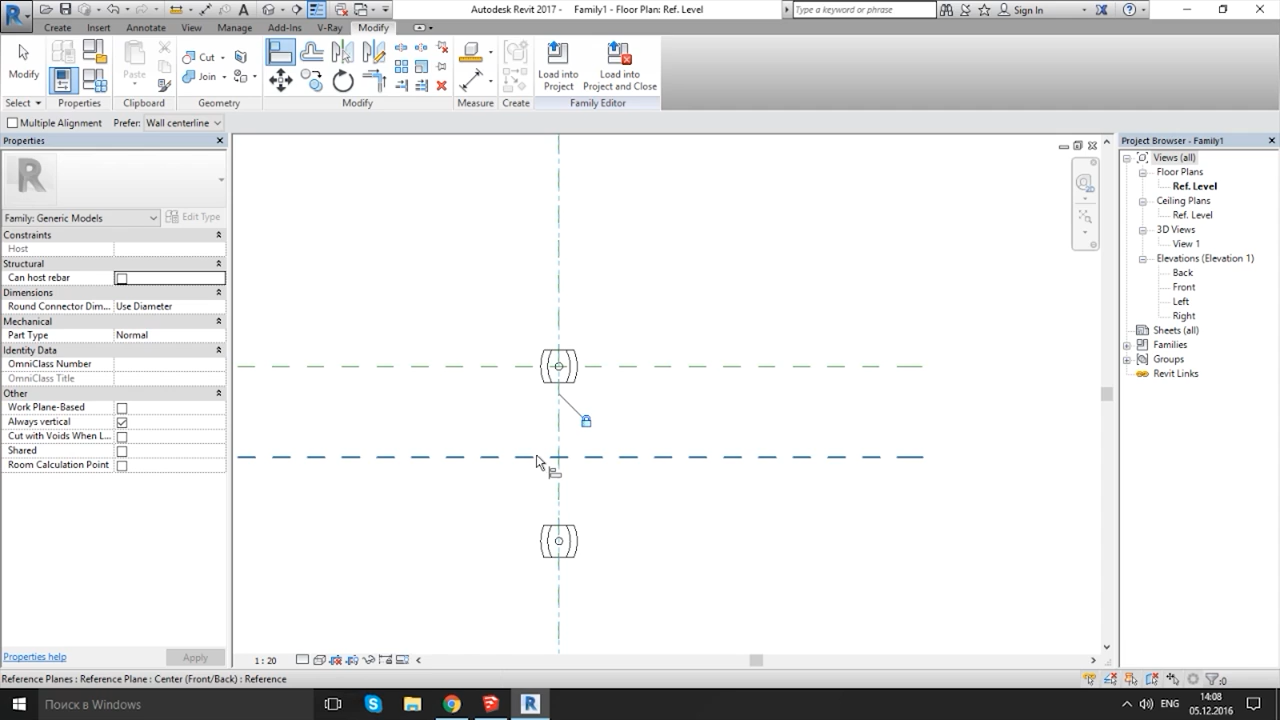 Autodesk Revit 2017 - Family1 - Floor Plan: Ref. Level
Type a keyword or phrase
Sign In
Create Insert Annotate View Manage Add-Ins V-Ray Modify
Modify
Paste
Cut
Join
Load into
Project
Load into
Project and Close
Select Properties Clipboard Geometry Modify Measure Create Family Editor
Multiple Alignment Prefer: Wall centerline
Properties
R
Family: Generic Models
Edit Type
Constraints
Host
Structural
Can host rebar
Dimensions
Round Connector Dim... Use Diameter
Mechanical
Part Type Normal
Identity Data
OmniClass Number
OmniClass Title
Other
Work Plane-Based
Always vertical
Cut with Voids When L...
Shared
Room Calculation Point
Properties help
Apply
1 : 20
Project Browser - Family1
Views (all)
Floor Plans
Ref. Level
Ceiling Plans
Ref. Level
3D Views
View 1
Elevations (Elevation 1)
Back
Front
Left
Right
Sheets (all)
Families
Groups
Revit Links
Reference Planes : Reference Plane : Center (Front/Back) : Reference
:0
Поиск в Windows
ENG
14:08
05.12.2016